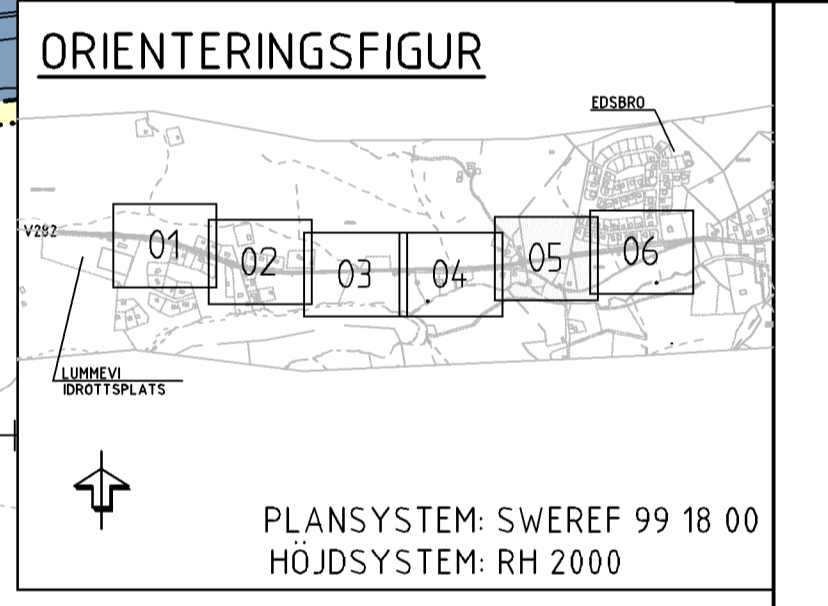 ORIENTERINGSFIGUR
EDSBRO
V282
01
02
03
04
05
06
LUMMEVI
IDROTTSPLATS
PLANSYSTEM: SWEREF 99 18 00
HÖJDSYSTEM: RH 2000